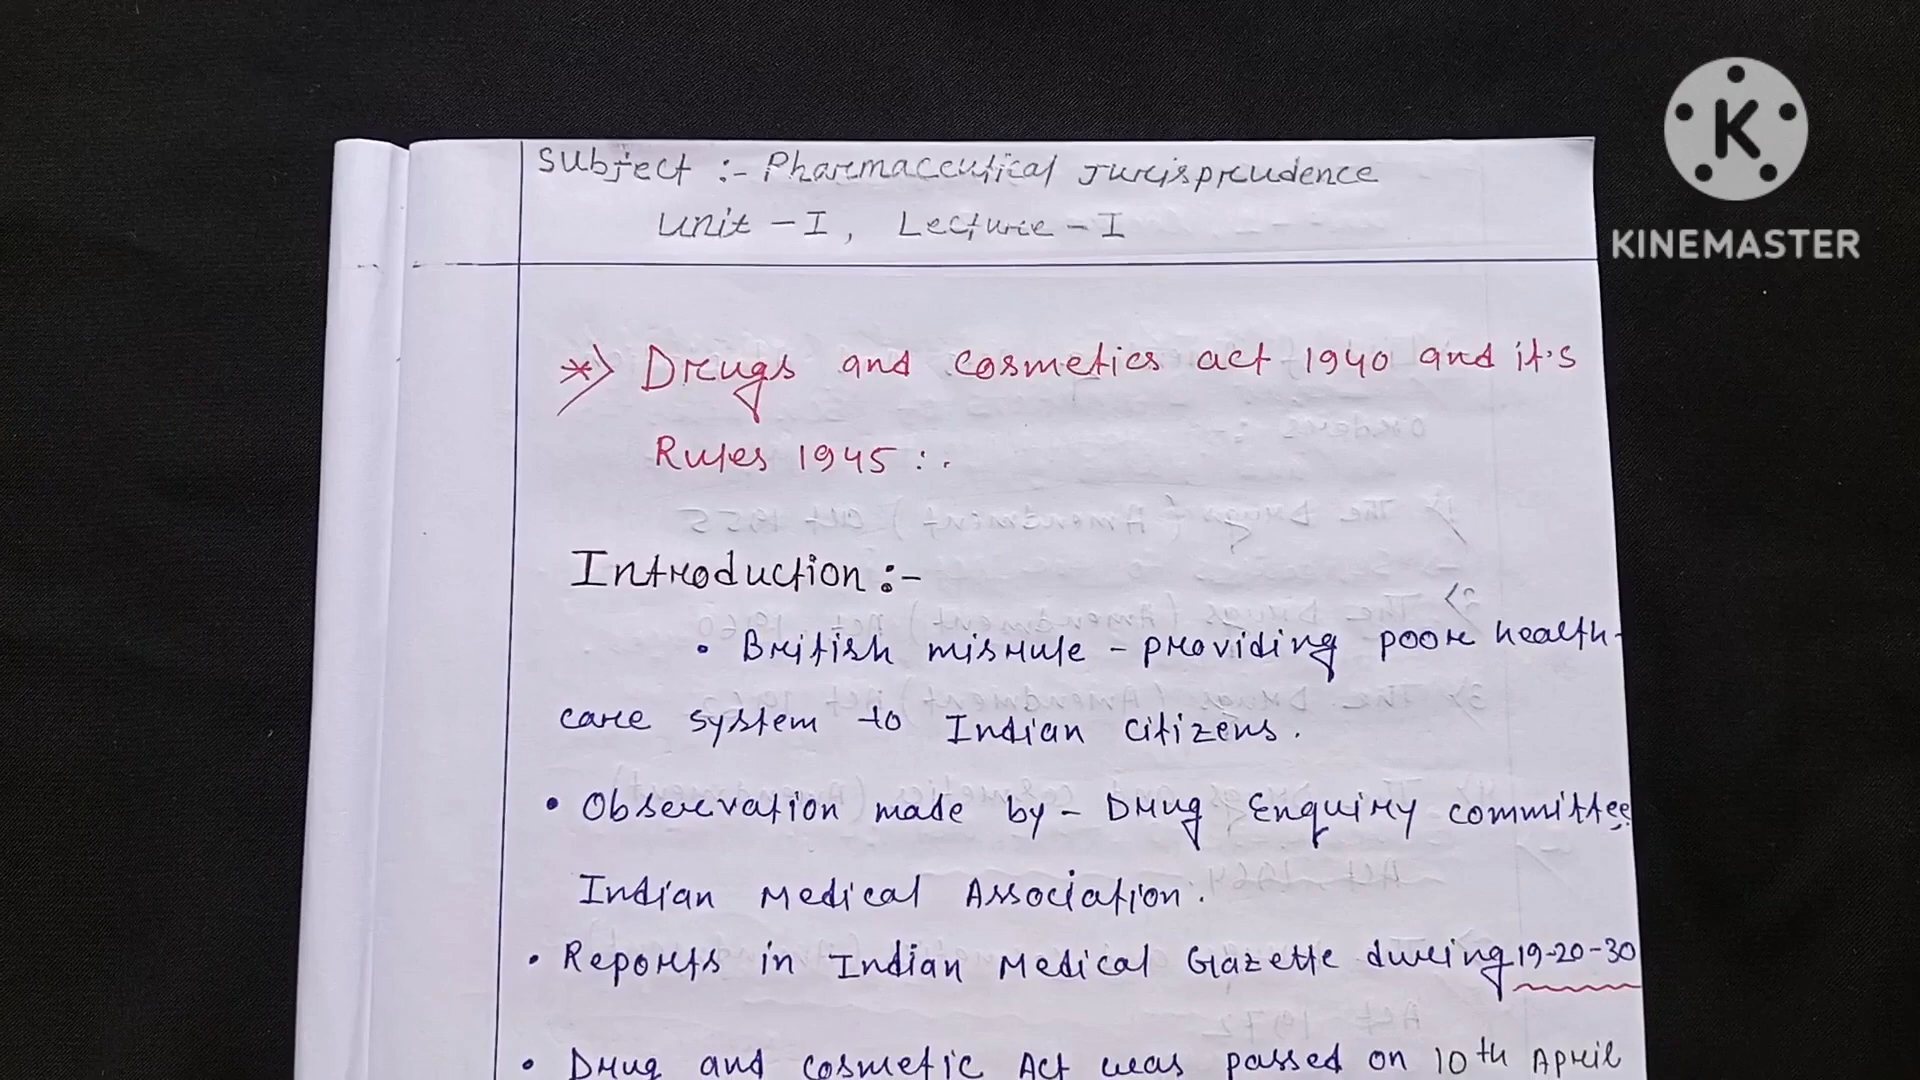 Subject :- Pharmaceutical Jurisprudence
Unit - I, Lecture - I
KINEMASTER
*) Drugs and cosmetics act 1940 and it's
Rules 1945 :.
Introduction :-
• British misrule - providing poor health-
care system to Indian citizens.
• Observation made by - Drug Enquiry committee
Indian Medical Association.
• Reports in Indian Medical Gazette during 19-20-30
• Drug and cosmetic Act was passed on 10th April